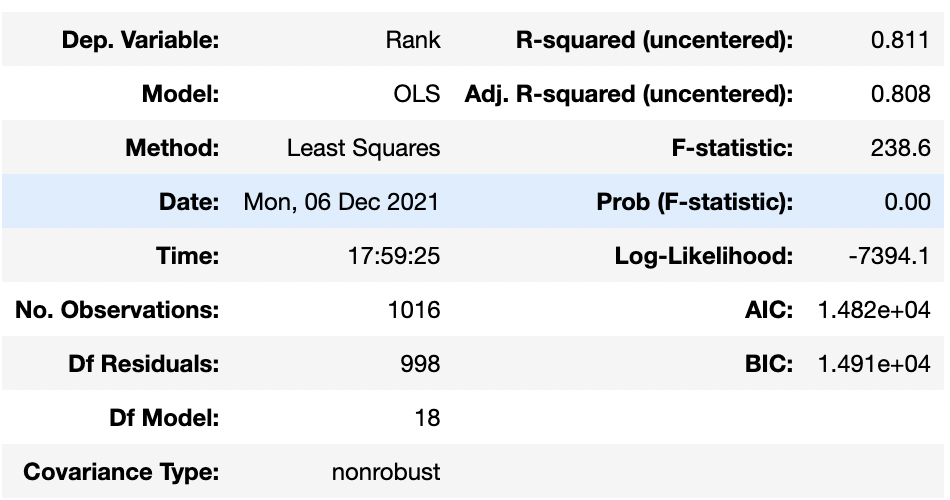 Dep. Variable: Rank R-squared (uncentered): 0.811
Model: OLS Adj. R-squared (uncentered): 0.808
Method: Least Squares F-statistic: 238.6
Date: Mon, 06 Dec 2021 Prob (F-statistic): 0.00
Time: 17:59:25 Log-Likelihood: -7394.1
No. Observations: 1016 AIC: 1.482e+04
Df Residuals: 998 BIC: 1.491e+04
Df Model: 18
Covariance Type: nonrobust